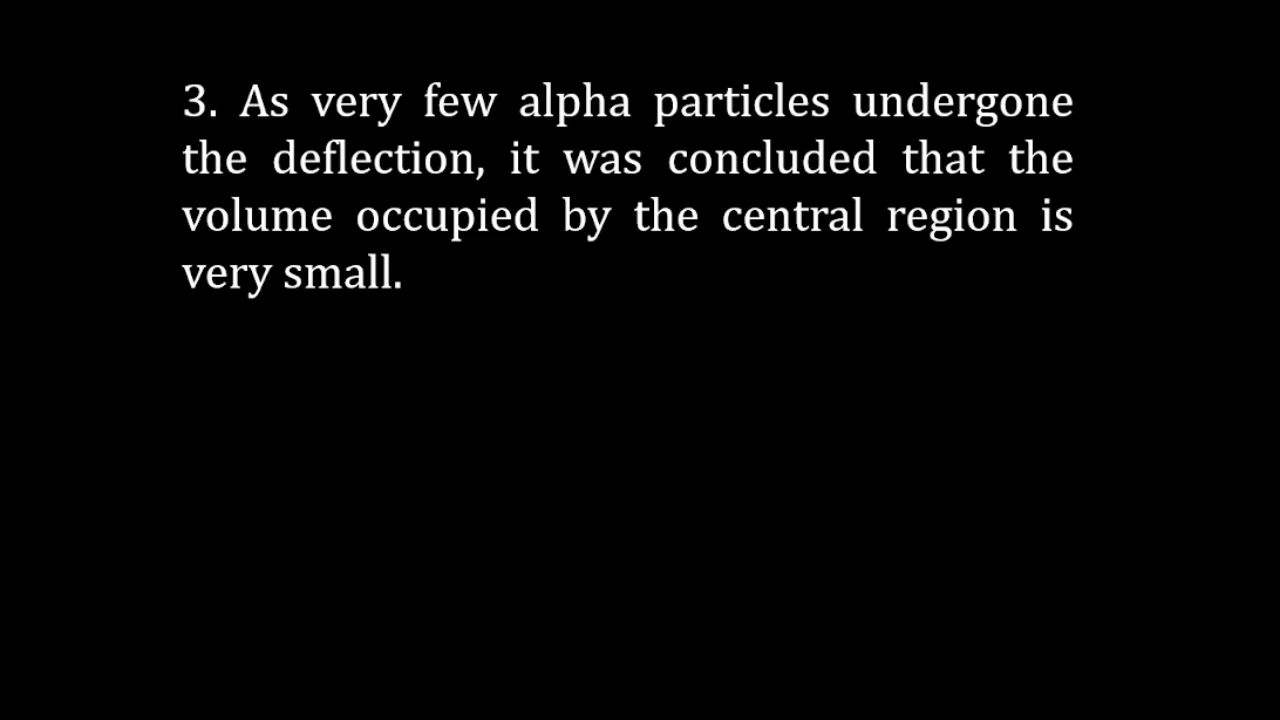 3. As very few alpha particles undergone
the deflection, it was concluded that the
volume occupied by the central region is
very small.